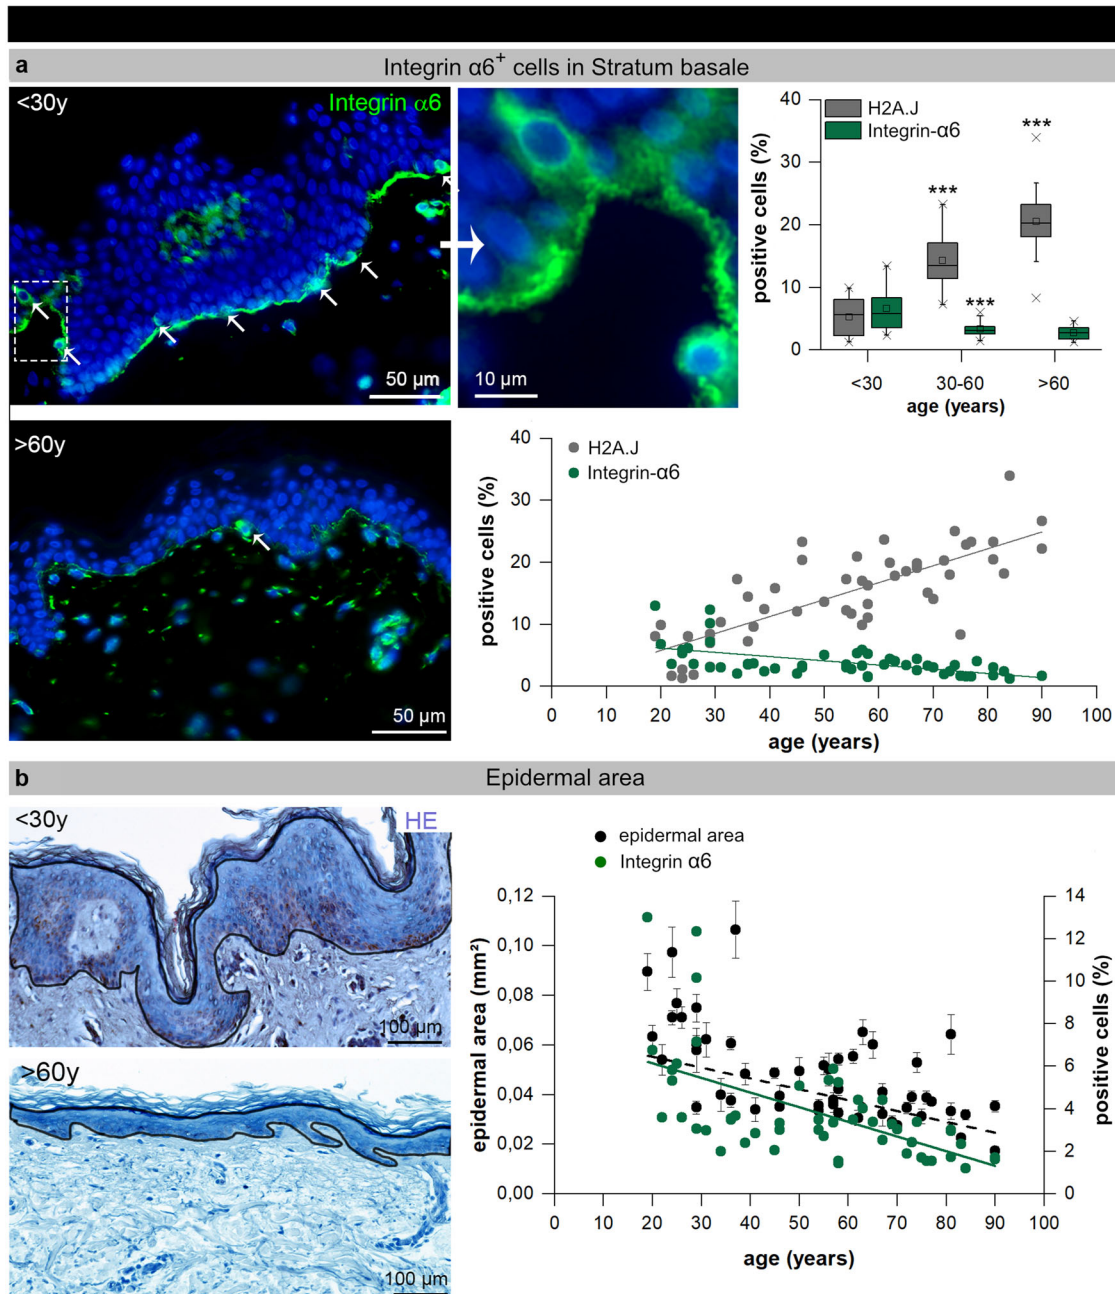 a Integrin α6⁺ cells in Stratum basale
<30y Integrin α6
50 µm
10 µm
>60y
50 µm
positive cells (%)
40
30
20
10
0
H2A.J
Integrin-α6
***
***
***
<30 30-60 >60
age (years)
positive cells (%)
40
30
20
10
0
H2A.J
Integrin-α6
0 10 20 30 40 50 60 70 80 90 100
age (years)
b Epidermal area
<30y HE
100 µm
>60y
100 µm
epidermal area
Integrin α6
epidermal area (mm²)
0,12
0,10
0,08
0,06
0,04
0,02
0,00
14
12
10
8
6
4
2
0
positive cells (%)
0 10 20 30 40 50 60 70 80 90 100
age (years)